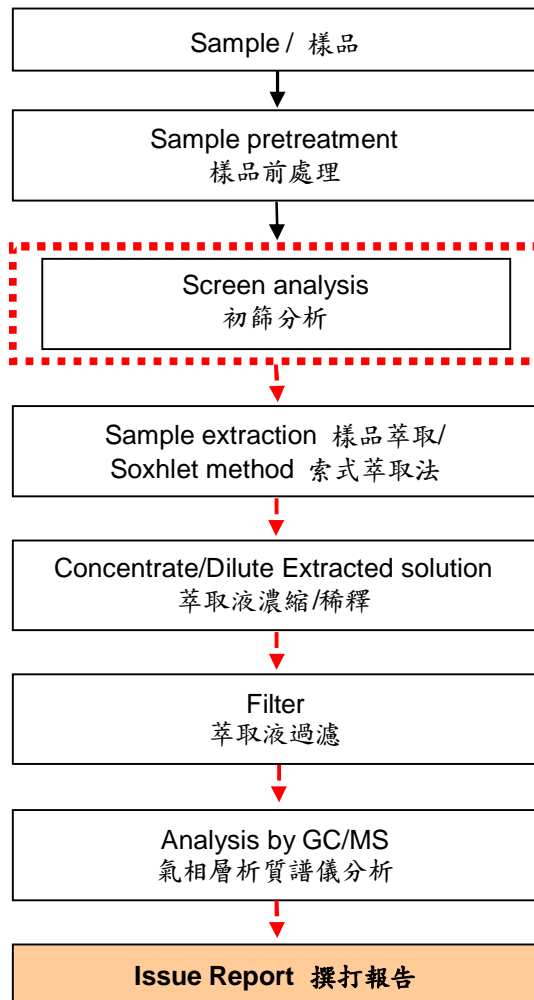 Sample / 樣品
Sample pretreatment
樣品前處理
Screen analysis
初篩分析
Sample extraction 樣品萃取/
Soxhlet method 索式萃取法
Concentrate/Dilute Extracted solution
萃取液濃縮/稀釋
Filter
萃取液過濾
Analysis by GC/MS
氣相層析質譜儀分析
Issue Report 撰打報告